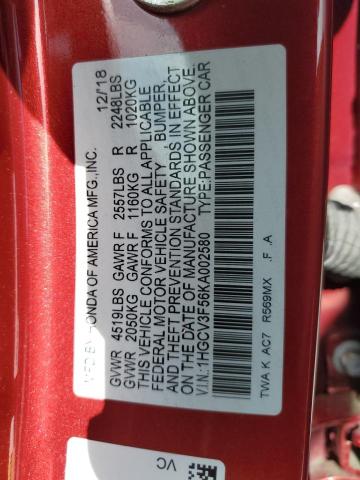 MFD BY HONDA OF AMERICA MFG.,INC. 12/18
GVWR 4519LBS GAWR F 2557LBS R 2248LBS
GVWR 2050KG GAWR F 1160KG R 1020KG
THIS VEHICLE CONFORMS TO ALL APPLICABLE
FEDERAL MOTOR VEHICLE SAFETY, BUMPER,
AND THEFT PREVENTION STANDARDS IN EFFECT
ON THE DATE OF MANUFACTURE SHOWN ABOVE.
V.I.N.:1HGCV3F56KA002580 TYPE:PASSENGER CAR
TWA K AC7 R569MX .F .A
VC